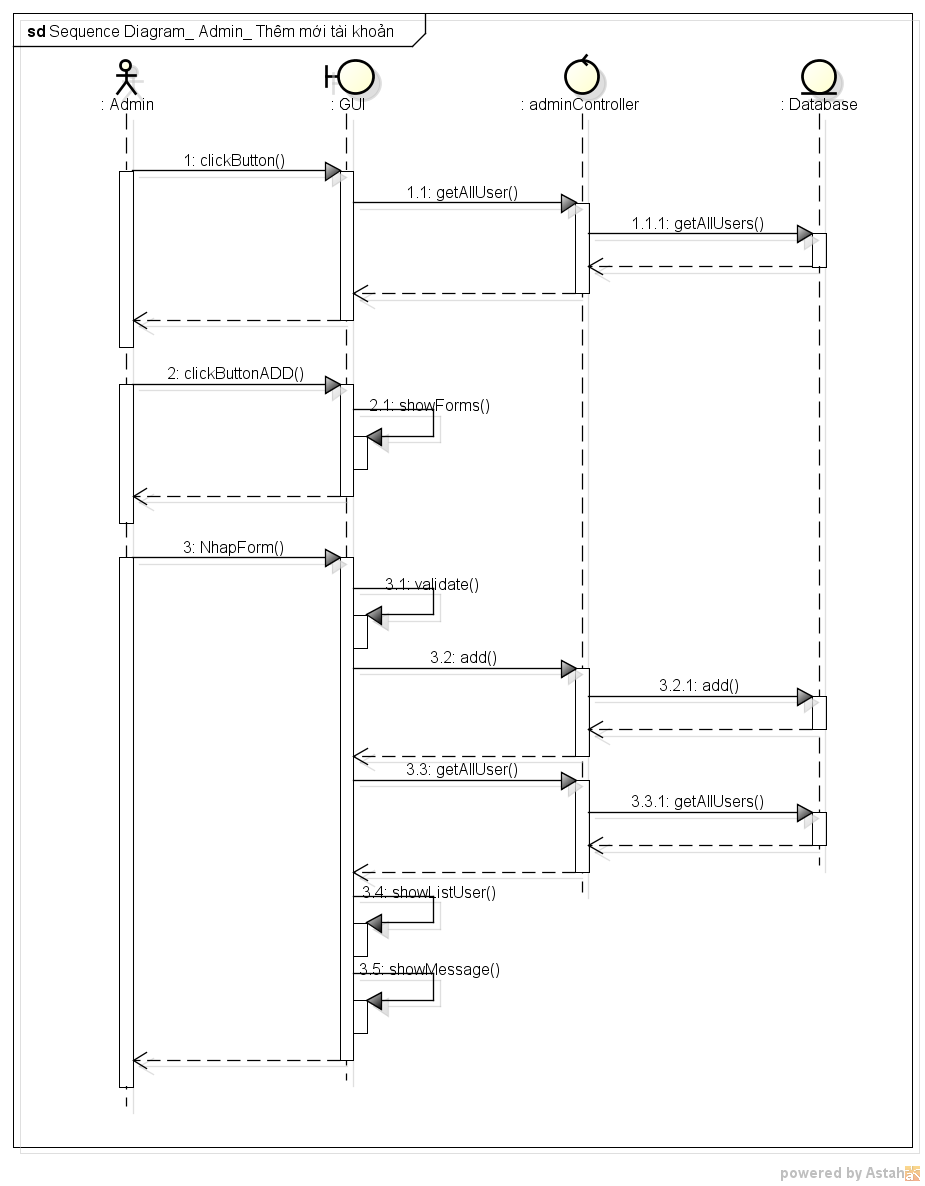 sd Sequence Diagram_ Admin_ Thêm mới tài khoản
: Admin
: GUI
: adminController
: Database
1: clickButton()
1.1: getAllUser()
1.1.1: getAllUsers()
2: clickButtonADD()
2.1: showForms()
3: NhapForm()
3.1: validate()
3.2: add()
3.2.1: add()
3.3: getAllUser()
3.3.1: getAllUsers()
3.4: showListUser()
3.5: showMessage()
powered by Astah